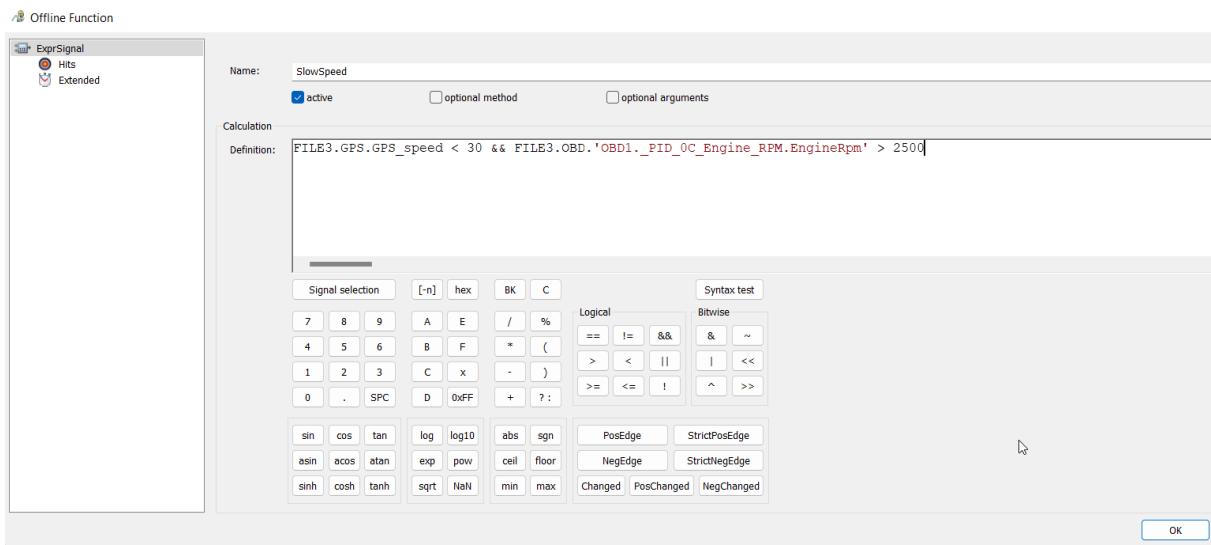 Offline Function
ExprSignal
Hits
Extended
Name: SlowSpeed
active optional method optional arguments
Calculation
Definition: FILE3.GPS.GPS_speed < 30 && FILE3.OBD.'OBD1._PID_0C_Engine_RPM.EngineRpm' > 2500
Signal selection [-n] hex BK C Syntax test
Logical Bitwise
7 8 9 A E / % == != && & ~
4 5 6 B F * ( > < || | <<
1 2 3 C x - ) >= <= ! ^ >>
0 . SPC D 0xFF + ? :
sin cos tan log log10 abs sgn PosEdge StrictPosEdge
asin acos atan exp pow ceil floor NegEdge StrictNegEdge
sinh cosh tanh sqrt NaN min max Changed PosChanged NegChanged
OK